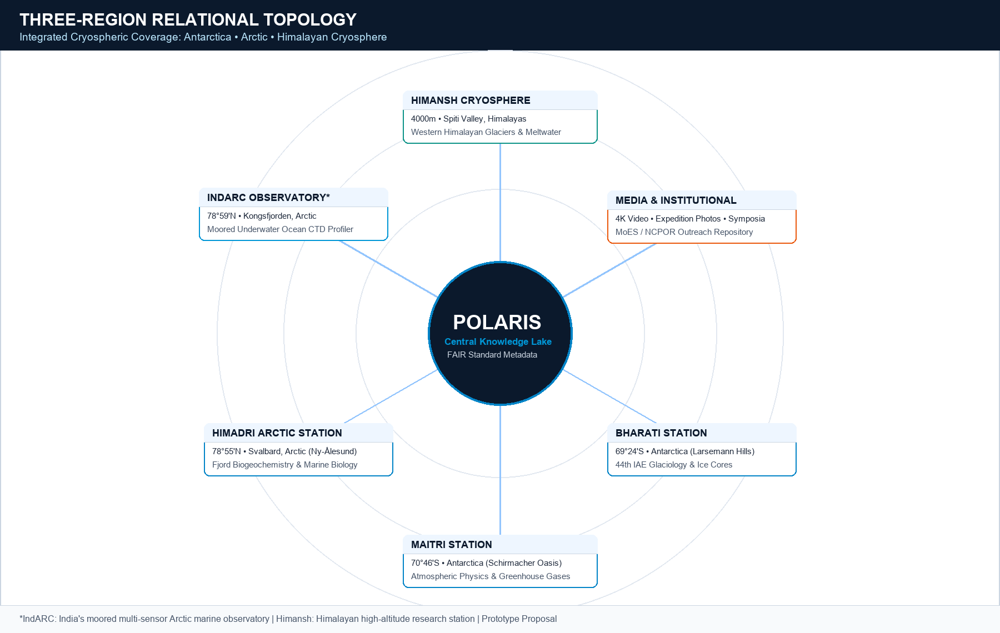 THREE-REGION RELATIONAL TOPOLOGY
Integrated Cryospheric Coverage: Antarctica • Arctic • Himalayan Cryosphere
HIMANSH CRYOSPHERE
4000m • Spiti Valley, Himalayas
Western Himalayan Glaciers & Meltwater
INDARC OBSERVATORY*
78°59'N • Kongsfjorden, Arctic
Moored Underwater Ocean CTD Profiler
MEDIA & INSTITUTIONAL
4K Video • Expedition Photos • Symposia
MoES / NCPOR Outreach Repository
POLARIS
Central Knowledge Lake
FAIR Standard Metadata
HIMADRI ARCTIC STATION
78°55'N • Svalbard, Arctic (Ny-Ålesund)
Fjord Biogeochemistry & Marine Biology
BHARATI STATION
69°24'S • Antarctica (Larsemann Hills)
44th IAE Glaciology & Ice Cores
MAITRI STATION
70°46'S • Antarctica (Schirmacher Oasis)
Atmospheric Physics & Greenhouse Gases
*IndARC: India's moored multi-sensor Arctic marine observatory | Himansh: Himalayan high-altitude research station | Prototype Proposal